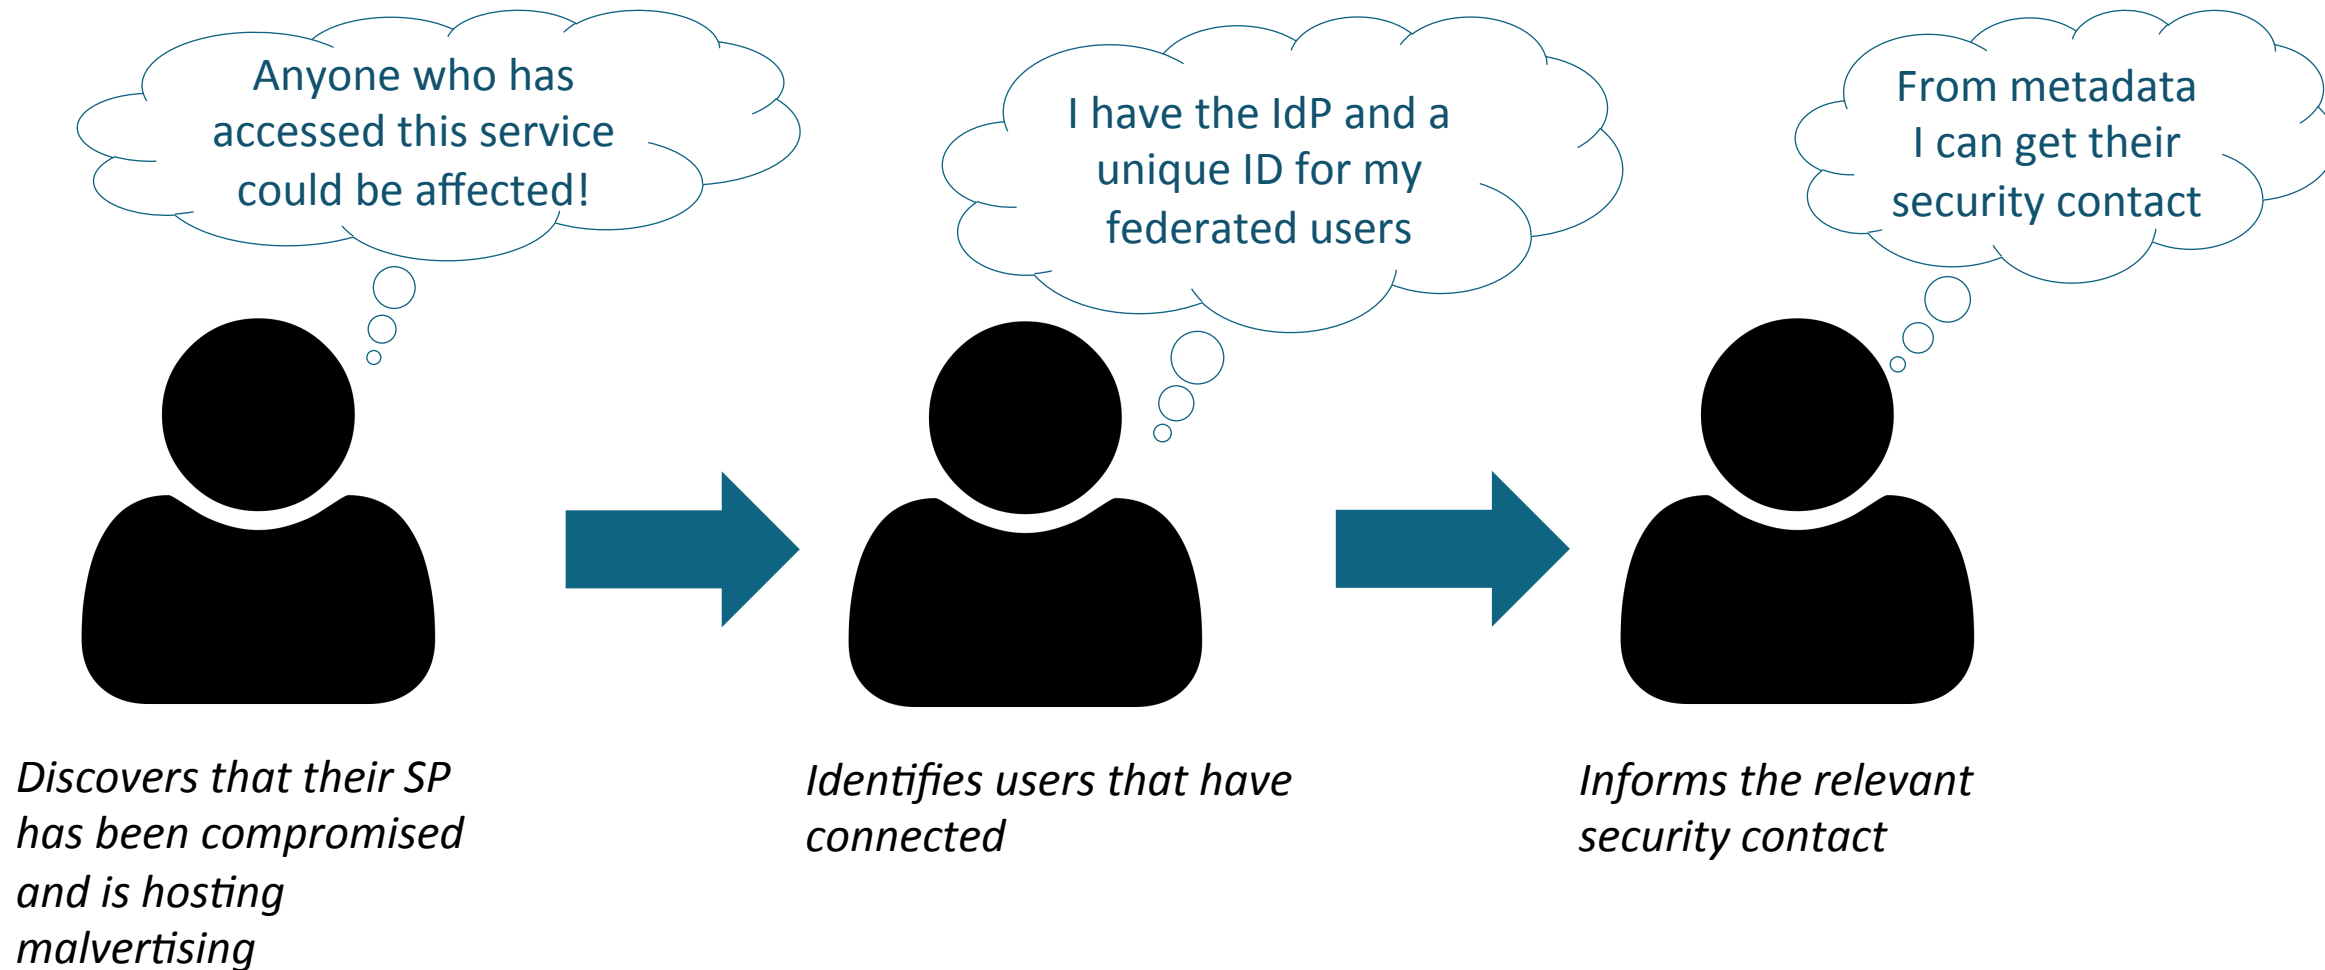 Anyone who has
accessed this service
could be affected!
I have the IdP and a
unique ID for my
federated users
From metadata
I can get their
security contact
Discovers that their SP
has been compromised
and is hosting
malvertising
Identifies users that have
connected
Informs the relevant
security contact